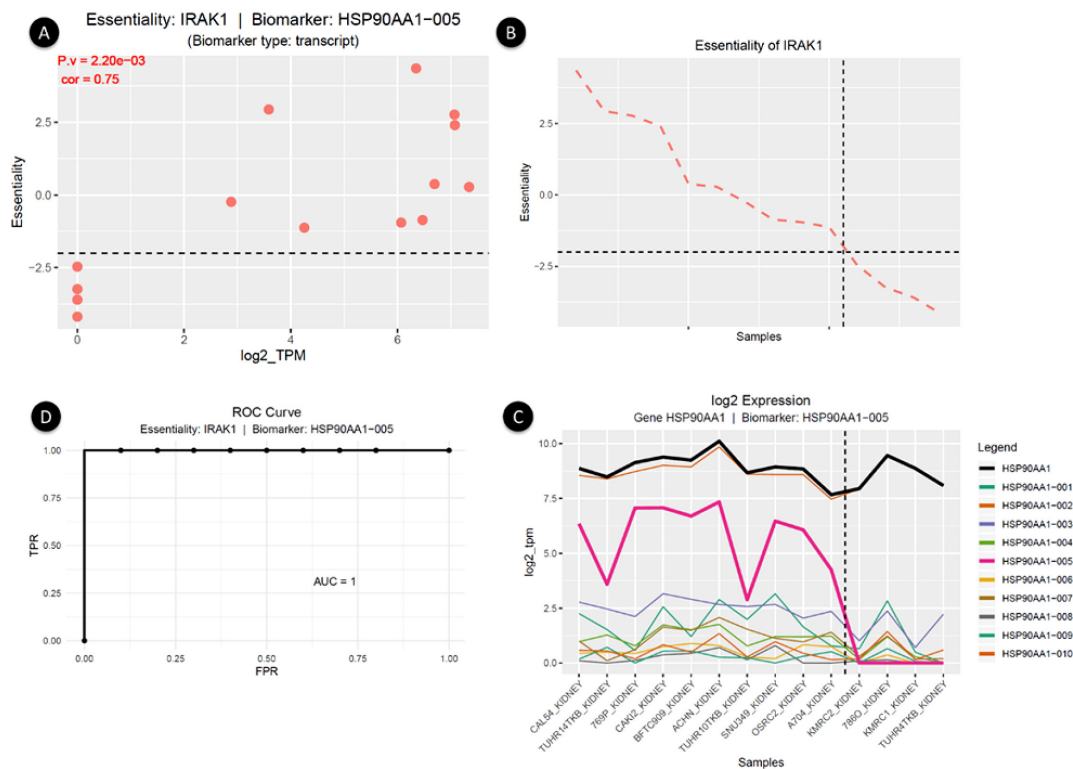 A
Essentiality: IRAK1 | Biomarker: HSP90AA1−005
(Biomarker type: transcript)
P.v = 2.20e−03
cor = 0.75
2.5
0.0
−2.5
Essentiality
0
2
4
6
log2_TPM
B
Essentiality of IRAK1
2.5
0.0
−2.5
Essentiality
Samples
D
ROC Curve
Essentiality: IRAK1 | Biomarker: HSP90AA1−005
1.00
0.75
0.50
0.25
0.00
TPR
AUC = 1
0.00
0.25
0.50
0.75
1.00
FPR
C
log2 Expression
Gene HSP90AA1 | Biomarker: HSP90AA1−005
10.0
7.5
5.0
2.5
0.0
log2_tpm
CAL54_KIDNEY
TUHR14TKB_KIDNEY
769P_KIDNEY
CAKI2_KIDNEY
BFTC909_KIDNEY
ACHN_KIDNEY
TUHR10TKB_KIDNEY
SNU349_KIDNEY
OSRC2_KIDNEY
A704_KIDNEY
KMRC2_KIDNEY
786O_KIDNEY
KMRC1_KIDNEY
TUHR4TKB_KIDNEY
Samples
Legend
HSP90AA1
HSP90AA1−001
HSP90AA1−002
HSP90AA1−003
HSP90AA1−004
HSP90AA1−005
HSP90AA1−006
HSP90AA1−007
HSP90AA1−008
HSP90AA1−009
HSP90AA1−010